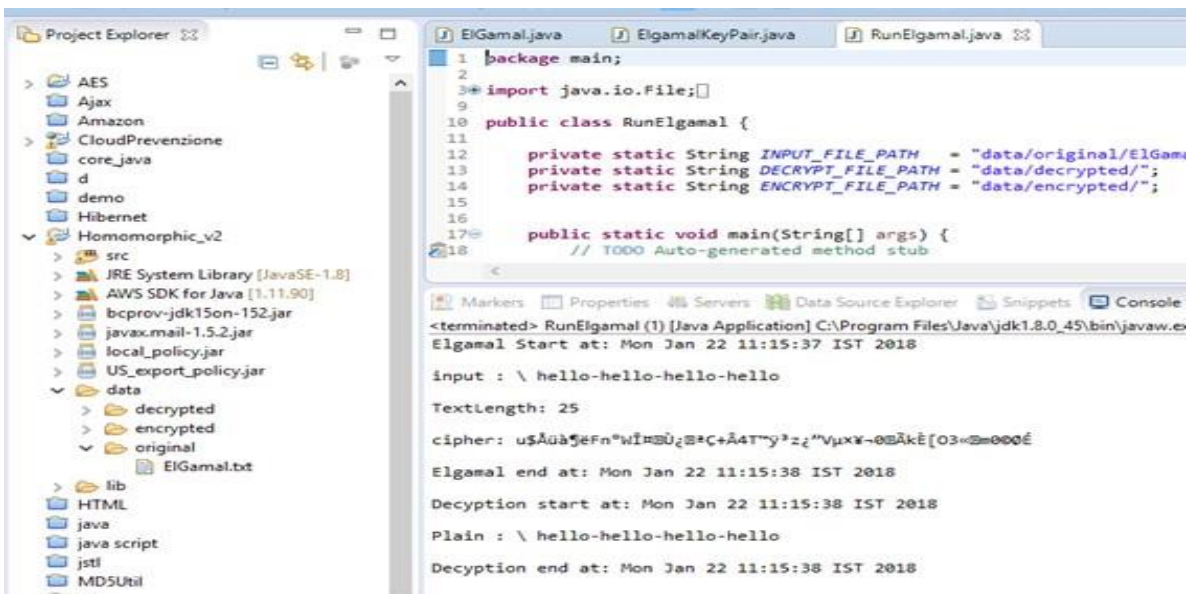 Project Explorer
AES
Ajax
Amazon
CloudPrevenzione
core_java
d
demo
Hibernet
Homomorphic_v2
src
JRE System Library [JavaSE-1.8]
AWS SDK for Java [1.11.90]
bcprov-jdk15on-152.jar
javax.mail-1.5.2.jar
local_policy.jar
US_export_policy.jar
data
decrypted
encrypted
original
ElGamal.txt
lib
HTML
java
java script
jstl
MD5Util
ElGamal.java ElgamalKeyPair.java RunElgamal.java
1 package main;
2
3 import java.io.File;
9
10 public class RunElgamal {
11
12 private static String INPUT_FILE_PATH = "data/original/ElGama
13 private static String DECRYPT_FILE_PATH = "data/decrypted/";
14 private static String ENCRYPT_FILE_PATH = "data/encrypted/";
15
16
17 public static void main(String[] args) {
18 // TODO Auto-generated method stub
Markers Properties Servers Data Source Explorer Snippets Console
<terminated> RunElgamal (1) [Java Application] C:\Program Files\Java\jdk1.8.0_45\bin\javaw.ex
Elgamal Start at: Mon Jan 22 11:15:37 IST 2018
input : \ hello-hello-hello-hello
TextLength: 25
cipher:
Elgamal end at: Mon Jan 22 11:15:38 IST 2018
Decyption start at: Mon Jan 22 11:15:38 IST 2018
Plain : \ hello-hello-hello-hello
Decyption end at: Mon Jan 22 11:15:38 IST 2018